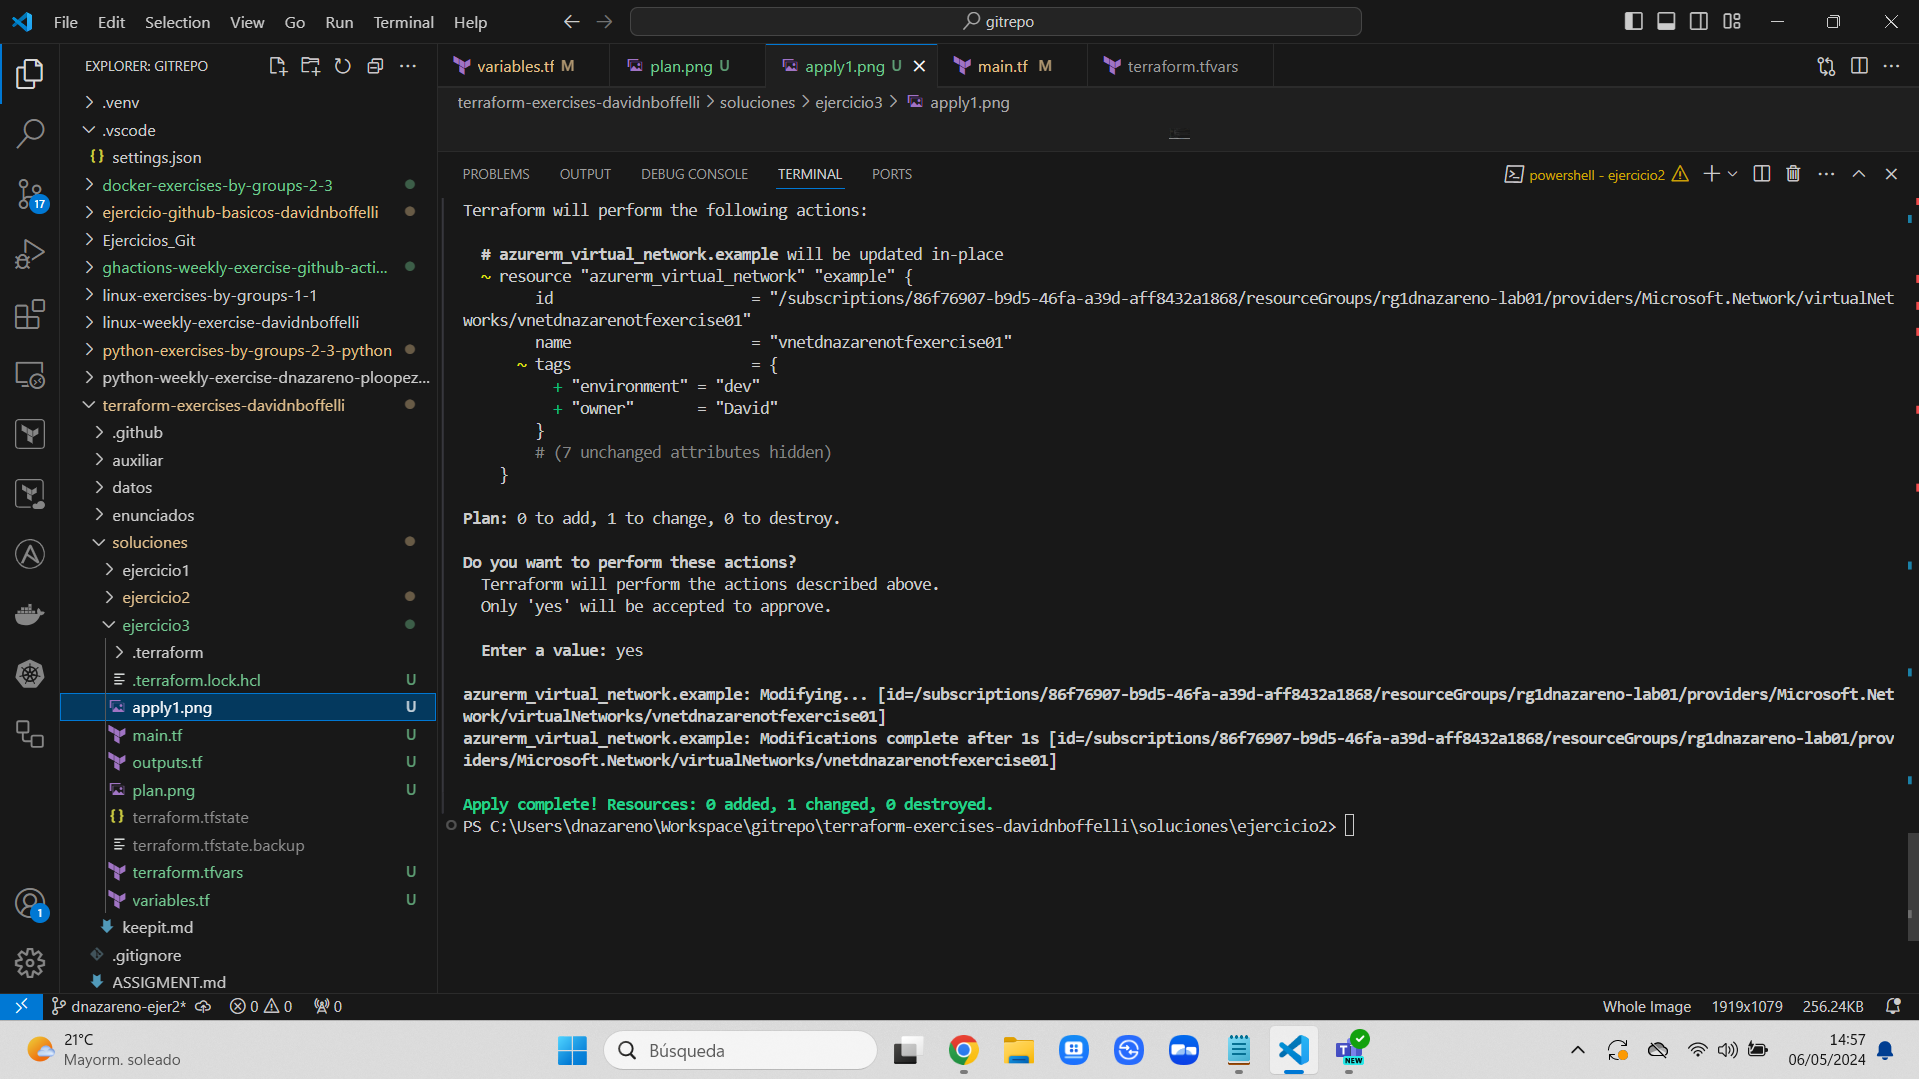 File Edit Selection View Go Run Terminal Help
gitrepo
EXPLORER: GITREPO
variables.tf M
plan.png U
apply1.png U
main.tf M
terraform.tfvars
terraform-exercises-davidnboffelli > soluciones > ejercicio3 > apply1.png
.venv
.vscode
settings.json
docker-exercises-by-groups-2-3
ejercicio-github-basicos-davidnboffelli
Ejercicios_Git
ghactions-weekly-exercise-github-acti...
linux-exercises-by-groups-1-1
linux-weekly-exercise-davidnboffelli
python-exercises-by-groups-2-3-python
python-weekly-exercise-dnazareno-ploopez...
terraform-exercises-davidnboffelli
.github
auxiliar
datos
enunciados
soluciones
ejercicio1
ejercicio2
ejercicio3
.terraform
.terraform.lock.hcl U
apply1.png U
main.tf U
outputs.tf U
plan.png U
terraform.tfstate
terraform.tfstate.backup
terraform.tfvars U
variables.tf U
keepit.md
.gitignore
ASSIGMENT.md
17
1
PROBLEMS OUTPUT DEBUG CONSOLE TERMINAL PORTS
powershell - ejercicio2
Terraform will perform the following actions:
# azurerm_virtual_network.example will be updated in-place
~ resource "azurerm_virtual_network" "example" {
id = "/subscriptions/86f76907-b9d5-46fa-a39d-aff8432a1868/resourceGroups/rg1dnazareno-lab01/providers/Microsoft.Network/virtualNet
works/vnetdnazarenotfexercise01"
name = "vnetdnazarenotfexercise01"
~ tags = {
+ "environment" = "dev"
+ "owner" = "David"
}
# (7 unchanged attributes hidden)
}
Plan: 0 to add, 1 to change, 0 to destroy.
Do you want to perform these actions?
Terraform will perform the actions described above.
Only 'yes' will be accepted to approve.
Enter a value: yes
azurerm_virtual_network.example: Modifying... [id=/subscriptions/86f76907-b9d5-46fa-a39d-aff8432a1868/resourceGroups/rg1dnazareno-lab01/providers/Microsoft.Net
work/virtualNetworks/vnetdnazarenotfexercise01]
azurerm_virtual_network.example: Modifications complete after 1s [id=/subscriptions/86f76907-b9d5-46fa-a39d-aff8432a1868/resourceGroups/rg1dnazareno-lab01/prov
iders/Microsoft.Network/virtualNetworks/vnetdnazarenotfexercise01]
Apply complete! Resources: 0 added, 1 changed, 0 destroyed.
PS C:\Users\dnazareno\Workspace\gitrepo\terraform-exercises-davidnboffelli\soluciones\ejercicio2>
dnazareno-ejer2* 0 0 0
Whole Image 1919x1079 256.24KB
21°C
Mayorm. soleado
Búsqueda
NEW
14:57
06/05/2024